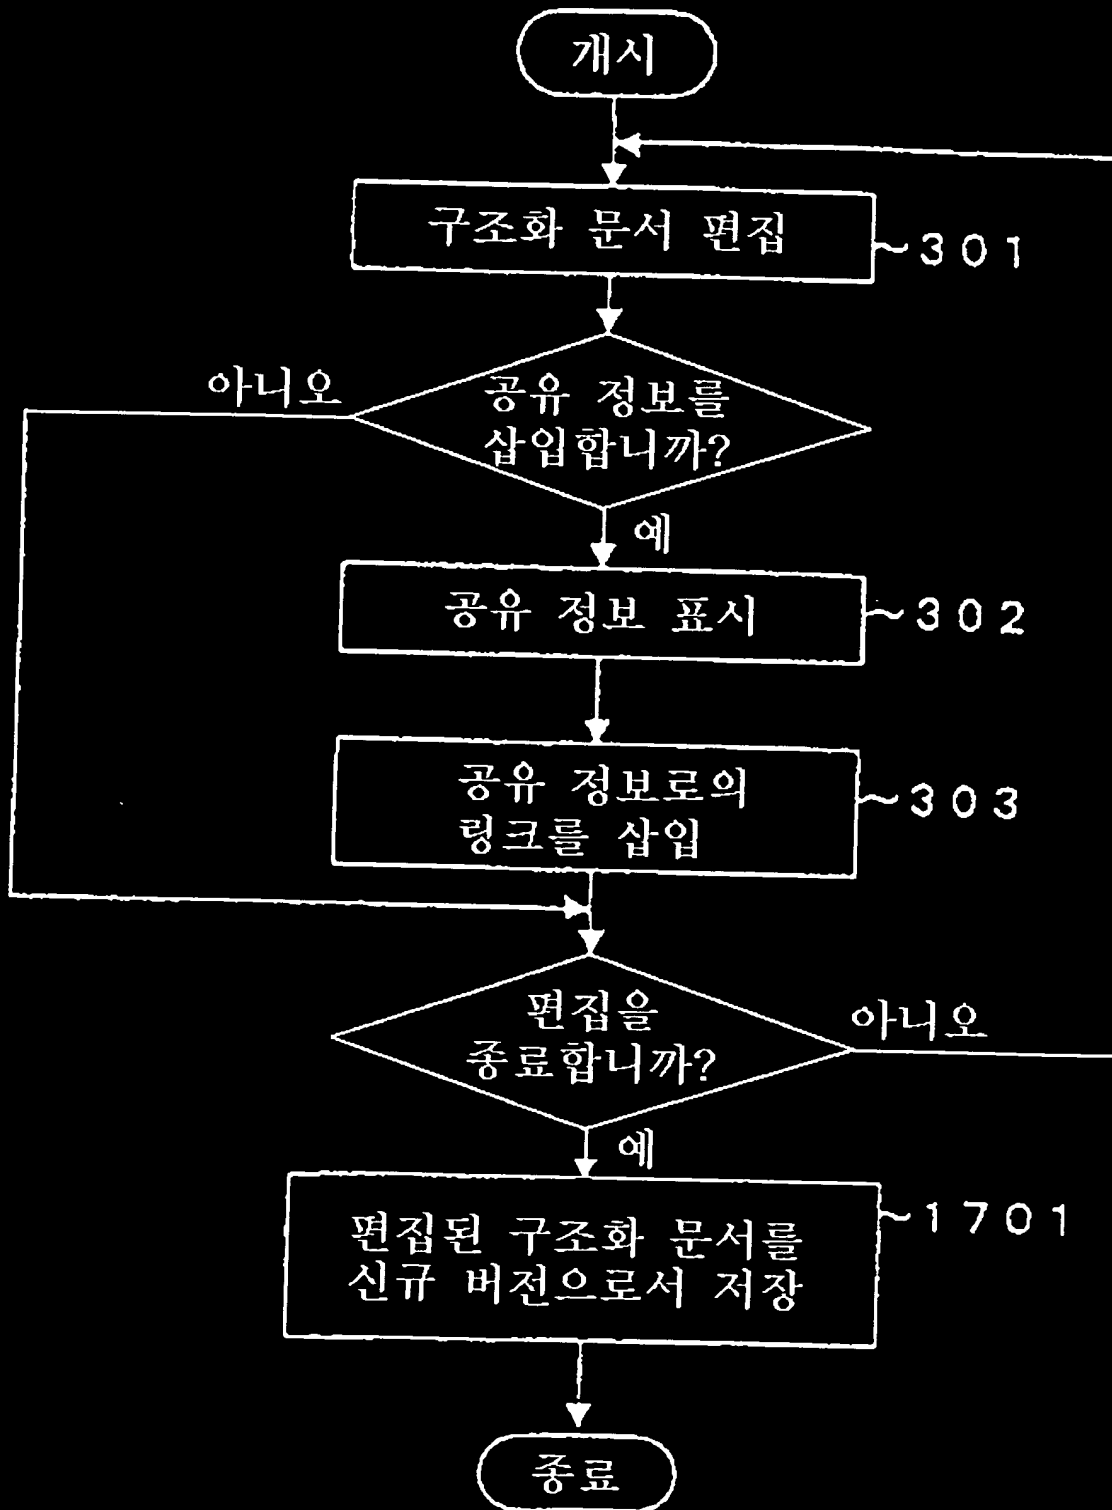 개시
구조화 문서 편집
~301
아니오
공유 정보를
삽입합니까?
예
공유 정보 표시
~302
공유 정보로의
링크를 삽입
~303
편집을
종료합니까?
아니오
예
편집된 구조화 문서를
신규 버전으로서 저장
~1701
종료